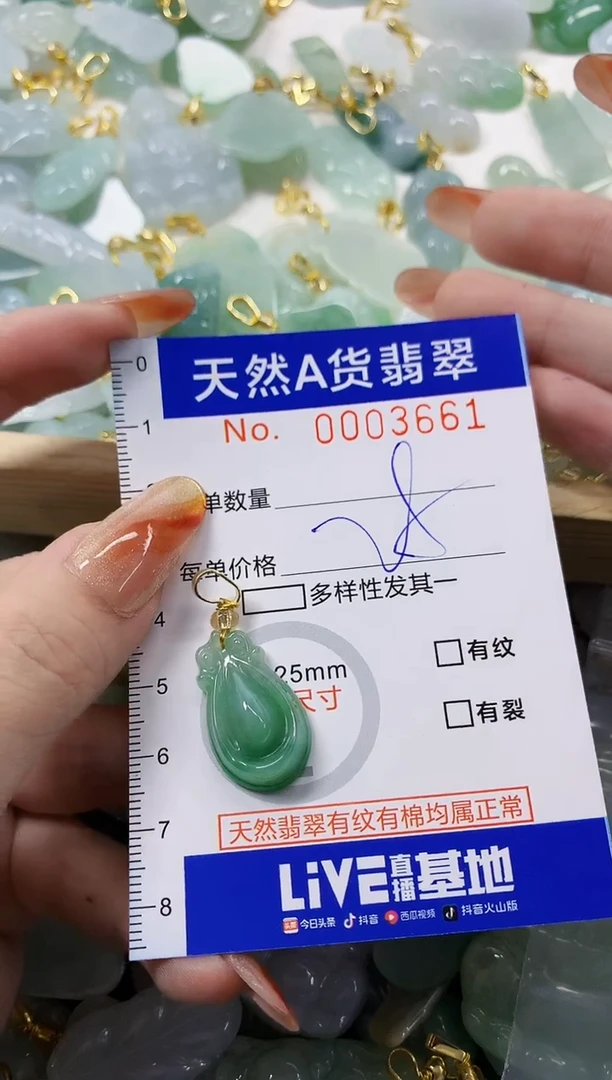 天然A货翡翠
No. 0003661
单数量
每单价格
多样性发其一
25mm
尺寸
有纹
有裂
天然翡翠有纹有棉均属正常
LiVE直播基地
头条 今日头条 抖音 西瓜视频 抖音火山版
0
1
4
5
6
7
8